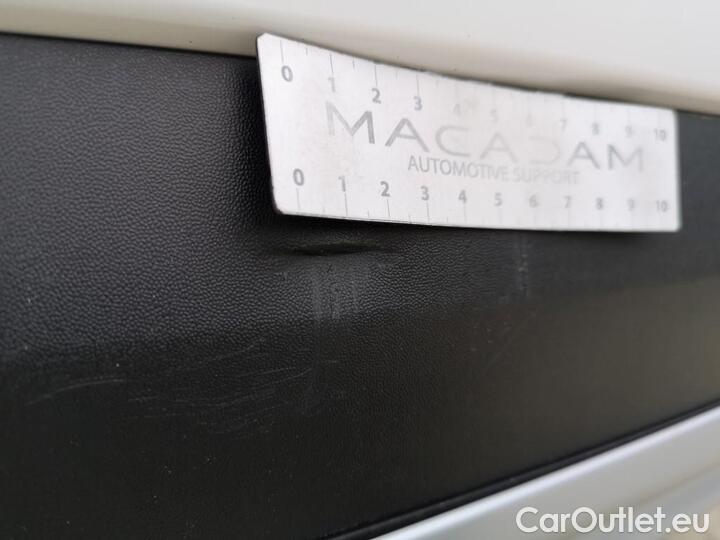 0 1 2 3 4 5 6 7 8 9 10
MACADAM
AUTOMOTIVE SUPPORT
0 1 2 3 4 5 6 7 8 9 10
CarOutlet.eu